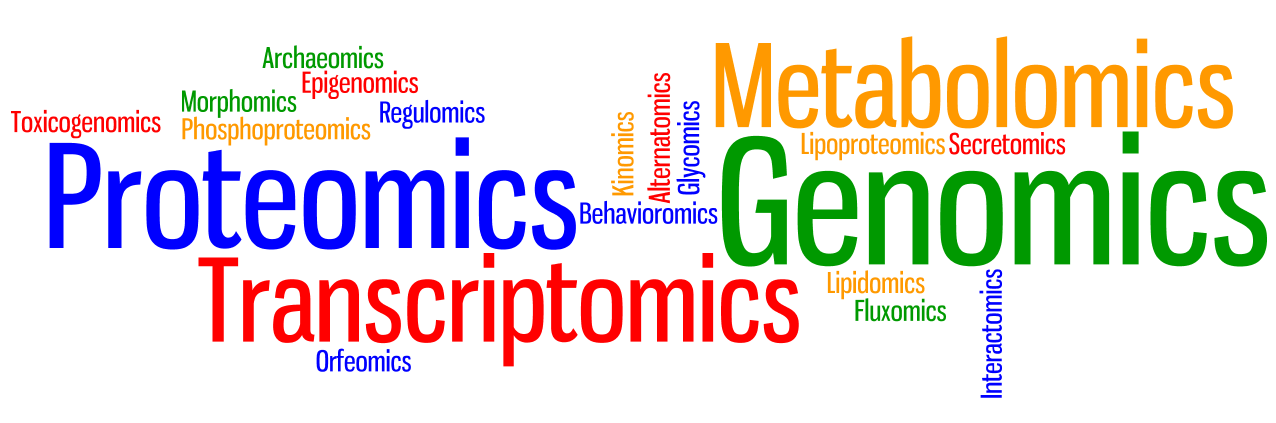 Archaeomics
Epigenomics
Morphomics
Regulomics
Toxicogenomics
Phosphoproteomics
Proteomics
Kinomics
Alternatomics
Glycomics
Behavioromics
Metabolomics
Lipoproteomics
Secretomics
Genomics
Transcriptomics
Lipidomics
Fluxomics
Interactomics
Orfeomics